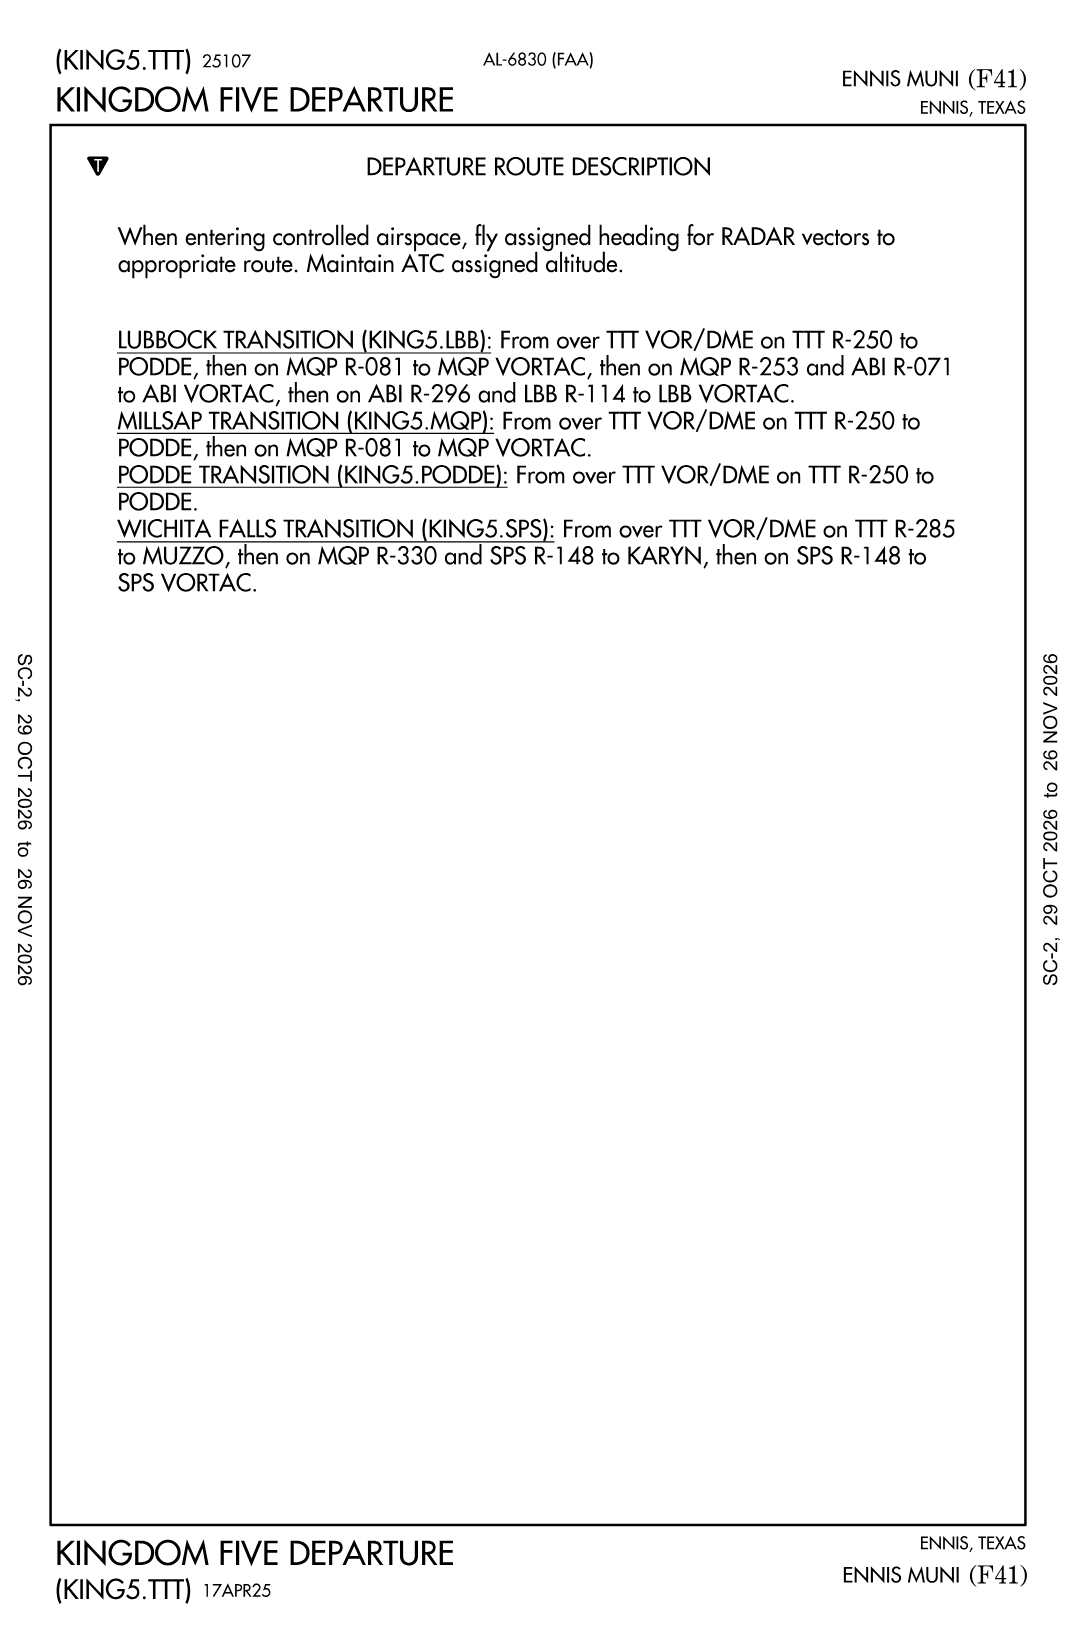 (KING5.TTT) 25107
AL-6830 (FAA)
ENNIS MUNI (F41)
KINGDOM FIVE DEPARTURE
ENNIS, TEXAS
T
DEPARTURE ROUTE DESCRIPTION
When entering controlled airspace, fly assigned heading for RADAR vectors to
appropriate route. Maintain ATC assigned altitude.
LUBBOCK TRANSITION (KING5.LBB): From over TTT VOR/DME on TTT R-250 to
PODDE, then on MQP R-081 to MQP VORTAC, then on MQP R-253 and ABI R-071
to ABI VORTAC, then on ABI R-296 and LBB R-114 to LBB VORTAC.
MILLSAP TRANSITION (KING5.MQP): From over TTT VOR/DME on TTT R-250 to
PODDE, then on MQP R-081 to MQP VORTAC.
PODDE TRANSITION (KING5.PODDE): From over TTT VOR/DME on TTT R-250 to
PODDE.
WICHITA FALLS TRANSITION (KING5.SPS): From over TTT VOR/DME on TTT R-285
to MUZZO, then on MQP R-330 and SPS R-148 to KARYN, then on SPS R-148 to
SPS VORTAC.
SC-2, 29 OCT 2026 to 26 NOV 2026
SC-2, 29 OCT 2026 to 26 NOV 2026
KINGDOM FIVE DEPARTURE
ENNIS, TEXAS
(KING5.TTT) 17APR25
ENNIS MUNI (F41)